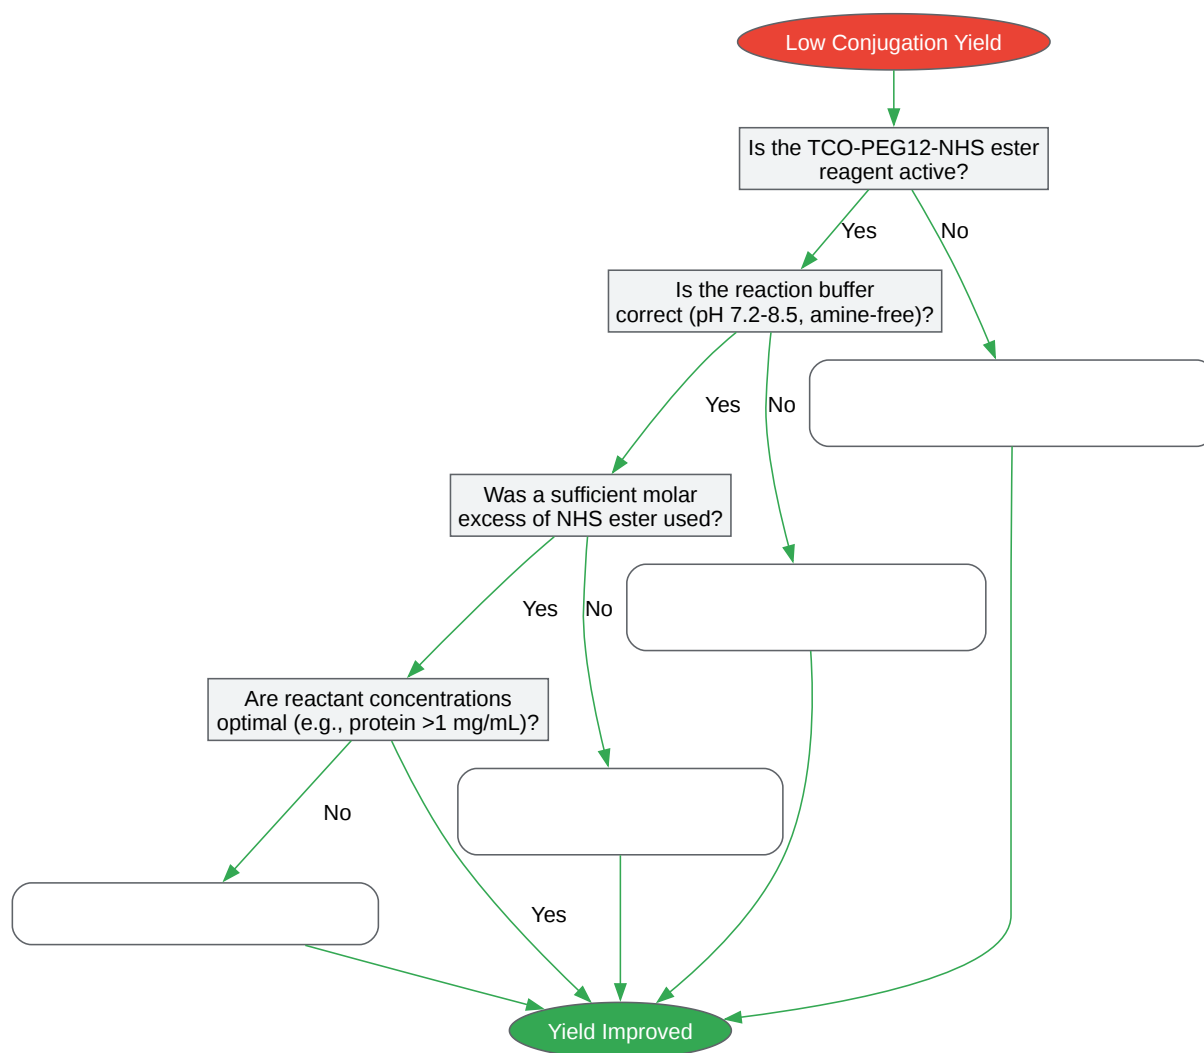 Low Conjugation Yield
Is the TCO-PEG12-NHS ester
reagent active?
Yes
No
Is the reaction buffer
correct (pH 7.2-8.5, amine-free)?
Yes
No
Was a sufficient molar
excess of NHS ester used?
Yes
No
Are reactant concentrations
optimal (e.g., protein >1 mg/mL)?
No
Yes
Yield Improved